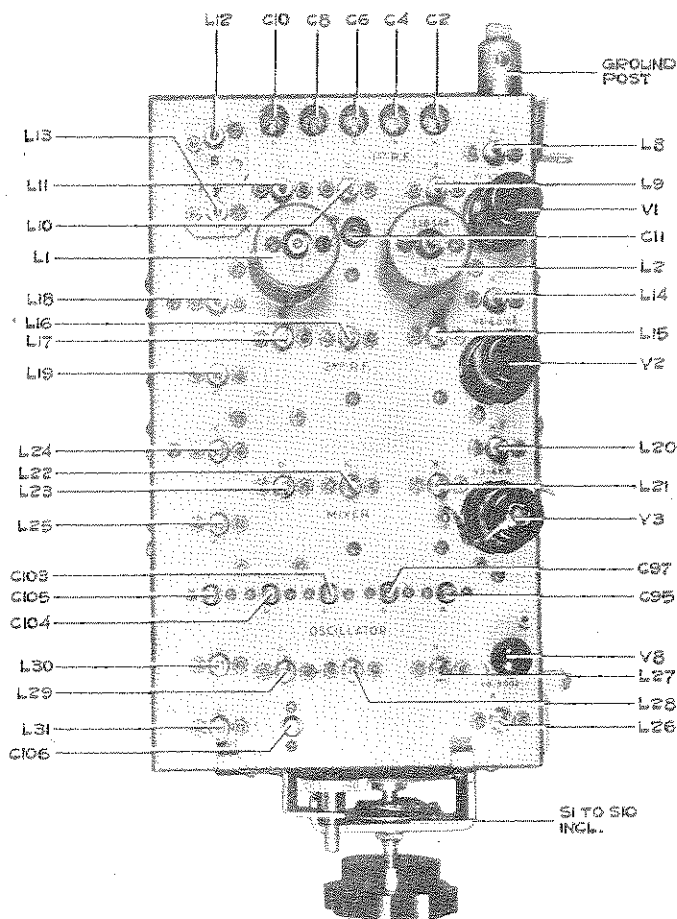 L12 C10 C8 C6 C4 C2
GROUND
POST
L13
L8
1ST R.F.
L11
L9
L10
V1
L1
C11
L2
L18
L14
L16
L15
L17
2ND R.F.
V2
L19
L24
L20
L22
L23
L21
MIXER
L25
V3
C103
C105
C97
C104
C95
OSCILLATOR
L30
V8
L29
L27
L28
L31
L26
C106
S1 TO S10
INCL.